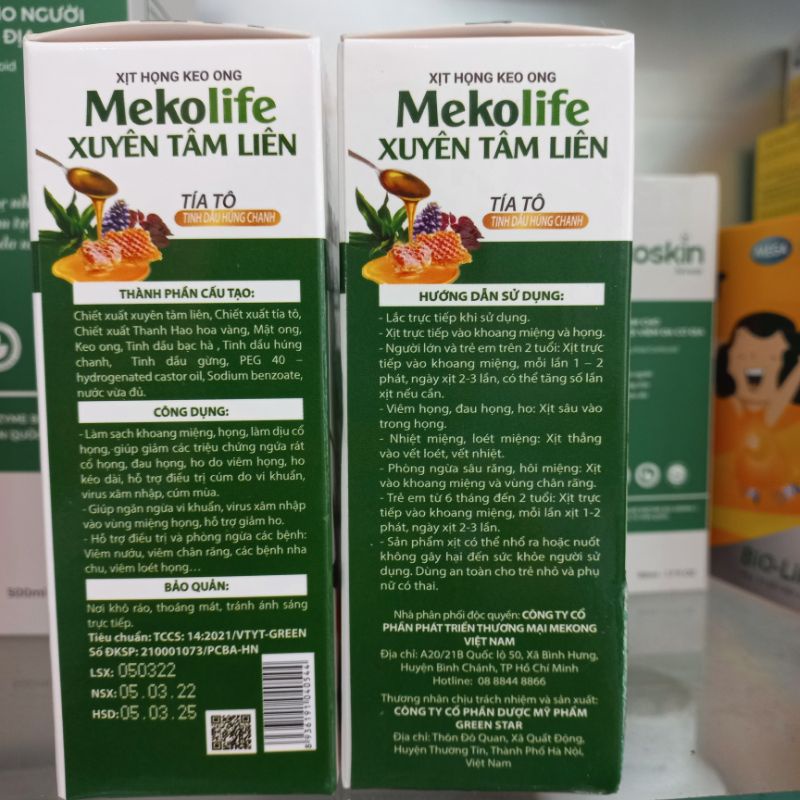 XỊT HỌNG KEO ONG
Mekolife
XUYÊN TÂM LIÊN
TÍA TÔ
TINH DẦU HÚNG CHANH
THÀNH PHẦN CẤU TẠO:
Chiết xuất xuyên tâm liên, Chiết xuất tía tô,
Chiết xuất Thanh Hao hoa vàng, Mật ong,
Keo ong, Tinh dầu bạc hà , Tinh dầu húng
chanh, Tinh dầu gừng, PEG 40 –
hydrogenated castor oil, Sodium benzoate,
nước vừa đủ.
CÔNG DỤNG:
- Làm sạch khoang miệng, họng, làm dịu cổ
họng, giúp giảm các triệu chứng ngứa rát
cổ họng, đau họng, ho do viêm họng, ho
kéo dài, hỗ trợ điều trị cúm do vi khuẩn,
virus xâm nhập, cúm mùa.
- Giúp ngăn ngừa vi khuẩn, virus xâm nhập
vào vùng miệng họng, hỗ trợ giảm ho.
- Hỗ trợ điều trị và phòng ngừa các bệnh:
Viêm nướu, viêm chân răng, các bệnh nha
chu, viêm loét họng...
BẢO QUẢN:
Nơi khô ráo, thoáng mát, tránh ánh sáng
trực tiếp.
Tiêu chuẩn: TCCS: 14:2021/VTYT-GREEN
Số ĐKSP: 210001073/PCBA-HN
LSX: 050322
NSX: 05.03.22
HSD: 05.03.25
8936191040544
XỊT HỌNG KEO ONG
Mekolife
XUYÊN TÂM LIÊN
TÍA TÔ
TINH DẦU HÚNG CHANH
HƯỚNG DẪN SỬ DỤNG:
- Lắc trực tiếp khi sử dụng.
- Xịt trực tiếp vào khoang miệng và họng.
- Người lớn và trẻ em trên 2 tuổi: Xịt trực
tiếp vào khoang miệng, mỗi lần 1 – 2
phát, ngày xịt 2-3 lần, có thể tăng số lần
xịt nếu cần.
- Viêm họng, đau họng, ho: Xịt sâu vào
trong họng.
- Nhiệt miệng, loét miệng: Xịt thẳng
vào vết loét, vết nhiệt.
- Phòng ngừa sâu răng, hôi miệng: Xịt
vào khoang miệng và vùng chân răng.
- Trẻ em từ 6 tháng đến 2 tuổi: Xịt trực
tiếp vào khoang miệng, mỗi lần xịt 1-2
phát, ngày xịt 2-3 lần.
- Sản phẩm xịt có thể nhổ ra hoặc nuốt
không gây hại đến sức khỏe người sử
dụng. Dùng an toàn cho trẻ nhỏ và phụ
nữ có thai.
Nhà phân phối độc quyền: CÔNG TY CỔ
PHẦN PHÁT TRIỂN THƯƠNG MẠI MEKONG
VIỆT NAM
Địa chỉ: A20/21B Quốc lộ 50, Xã Bình Hưng,
Huyện Bình Chánh, TP Hồ Chí Minh
Hotline: 08 8844 8866
Thương nhân chịu trách nhiệm và sản xuất:
CÔNG TY CỔ PHẦN DƯỢC MỸ PHẨM
GREEN STAR
Địa chỉ: Thôn Đô Quan, Xã Quất Động,
Huyện Thường Tín, Thành Phố Hà Nội,
Việt Nam
NGƯỜI
ĐỊA
500ml
oskin
BIO-LI